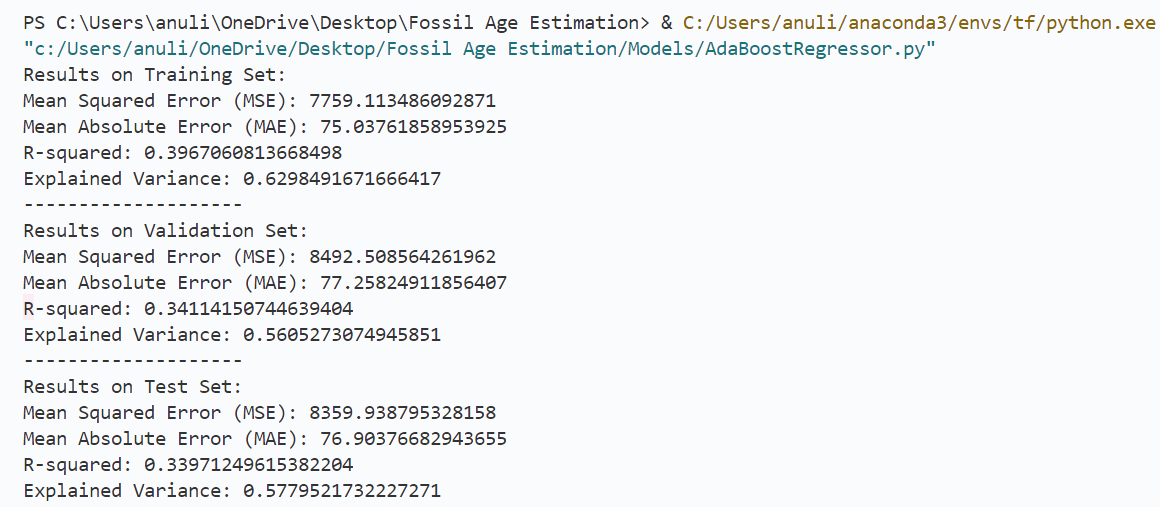 PS C:\Users\anuli\OneDrive\Desktop\Fossil Age Estimation> & C:/Users/anuli/anaconda3/envs/tf/python.exe
"c:/Users/anuli/OneDrive/Desktop/Fossil Age Estimation/Models/AdaBoostRegressor.py"
Results on Training Set:
Mean Squared Error (MSE): 7759.113486092871
Mean Absolute Error (MAE): 75.03761858953925
R-squared: 0.3967060813668498
Explained Variance: 0.6298491671666417
--------------------
Results on Validation Set:
Mean Squared Error (MSE): 8492.508564261962
Mean Absolute Error (MAE): 77.25824911856407
R-squared: 0.34114150744639404
Explained Variance: 0.5605273074945851
--------------------
Results on Test Set:
Mean Squared Error (MSE): 8359.938795328158
Mean Absolute Error (MAE): 76.90376682943655
R-squared: 0.33971249615382204
Explained Variance: 0.5779521732227271